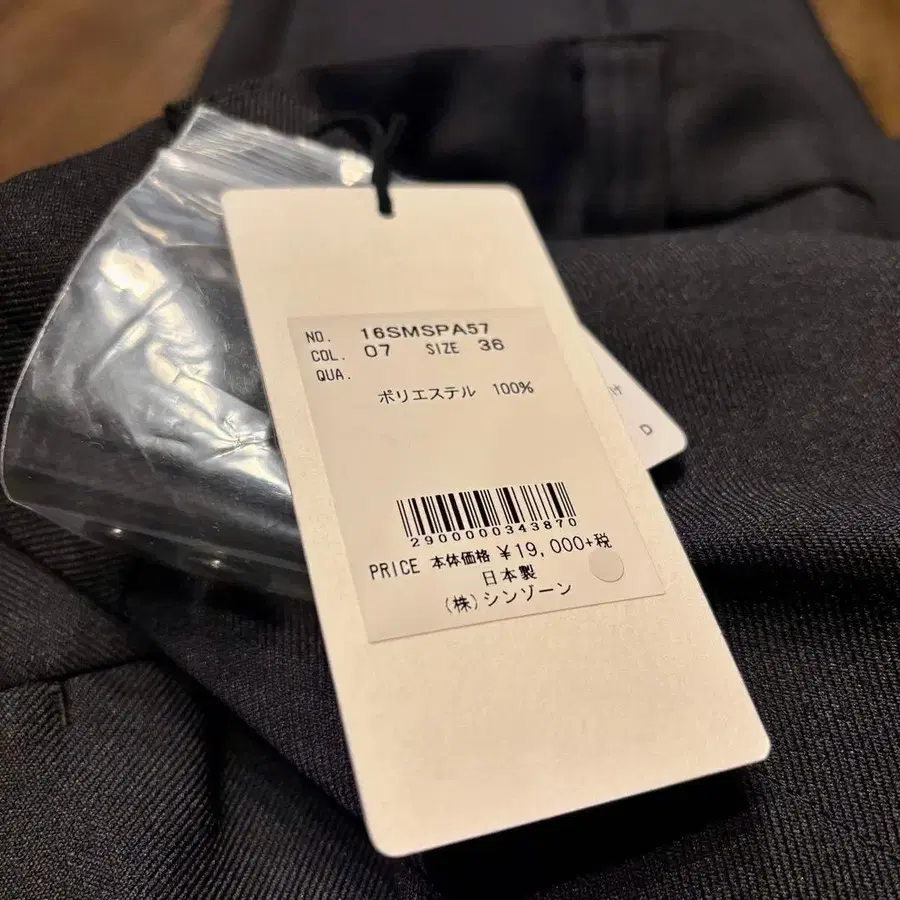 NO. 16SMSPA57
COL. 07 SIZE 36
QUA.
ポリエステル 100%
2900000343870
PRICE 本体価格 ¥19,000+税
日本製
(株)シンゾーン
け
D